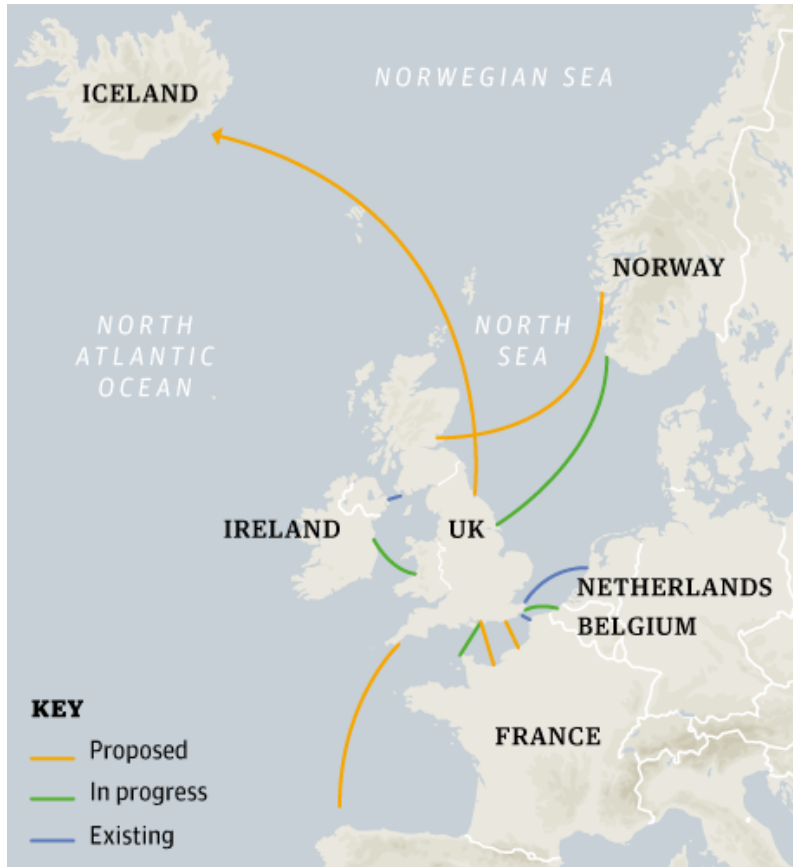 ICELAND
NORWEGIAN SEA
NORWAY
NORTH
ATLANTIC
OCEAN
NORTH
SEA
IRELAND
UK
NETHERLANDS
BELGIUM
FRANCE
KEY
Proposed
In progress
Existing